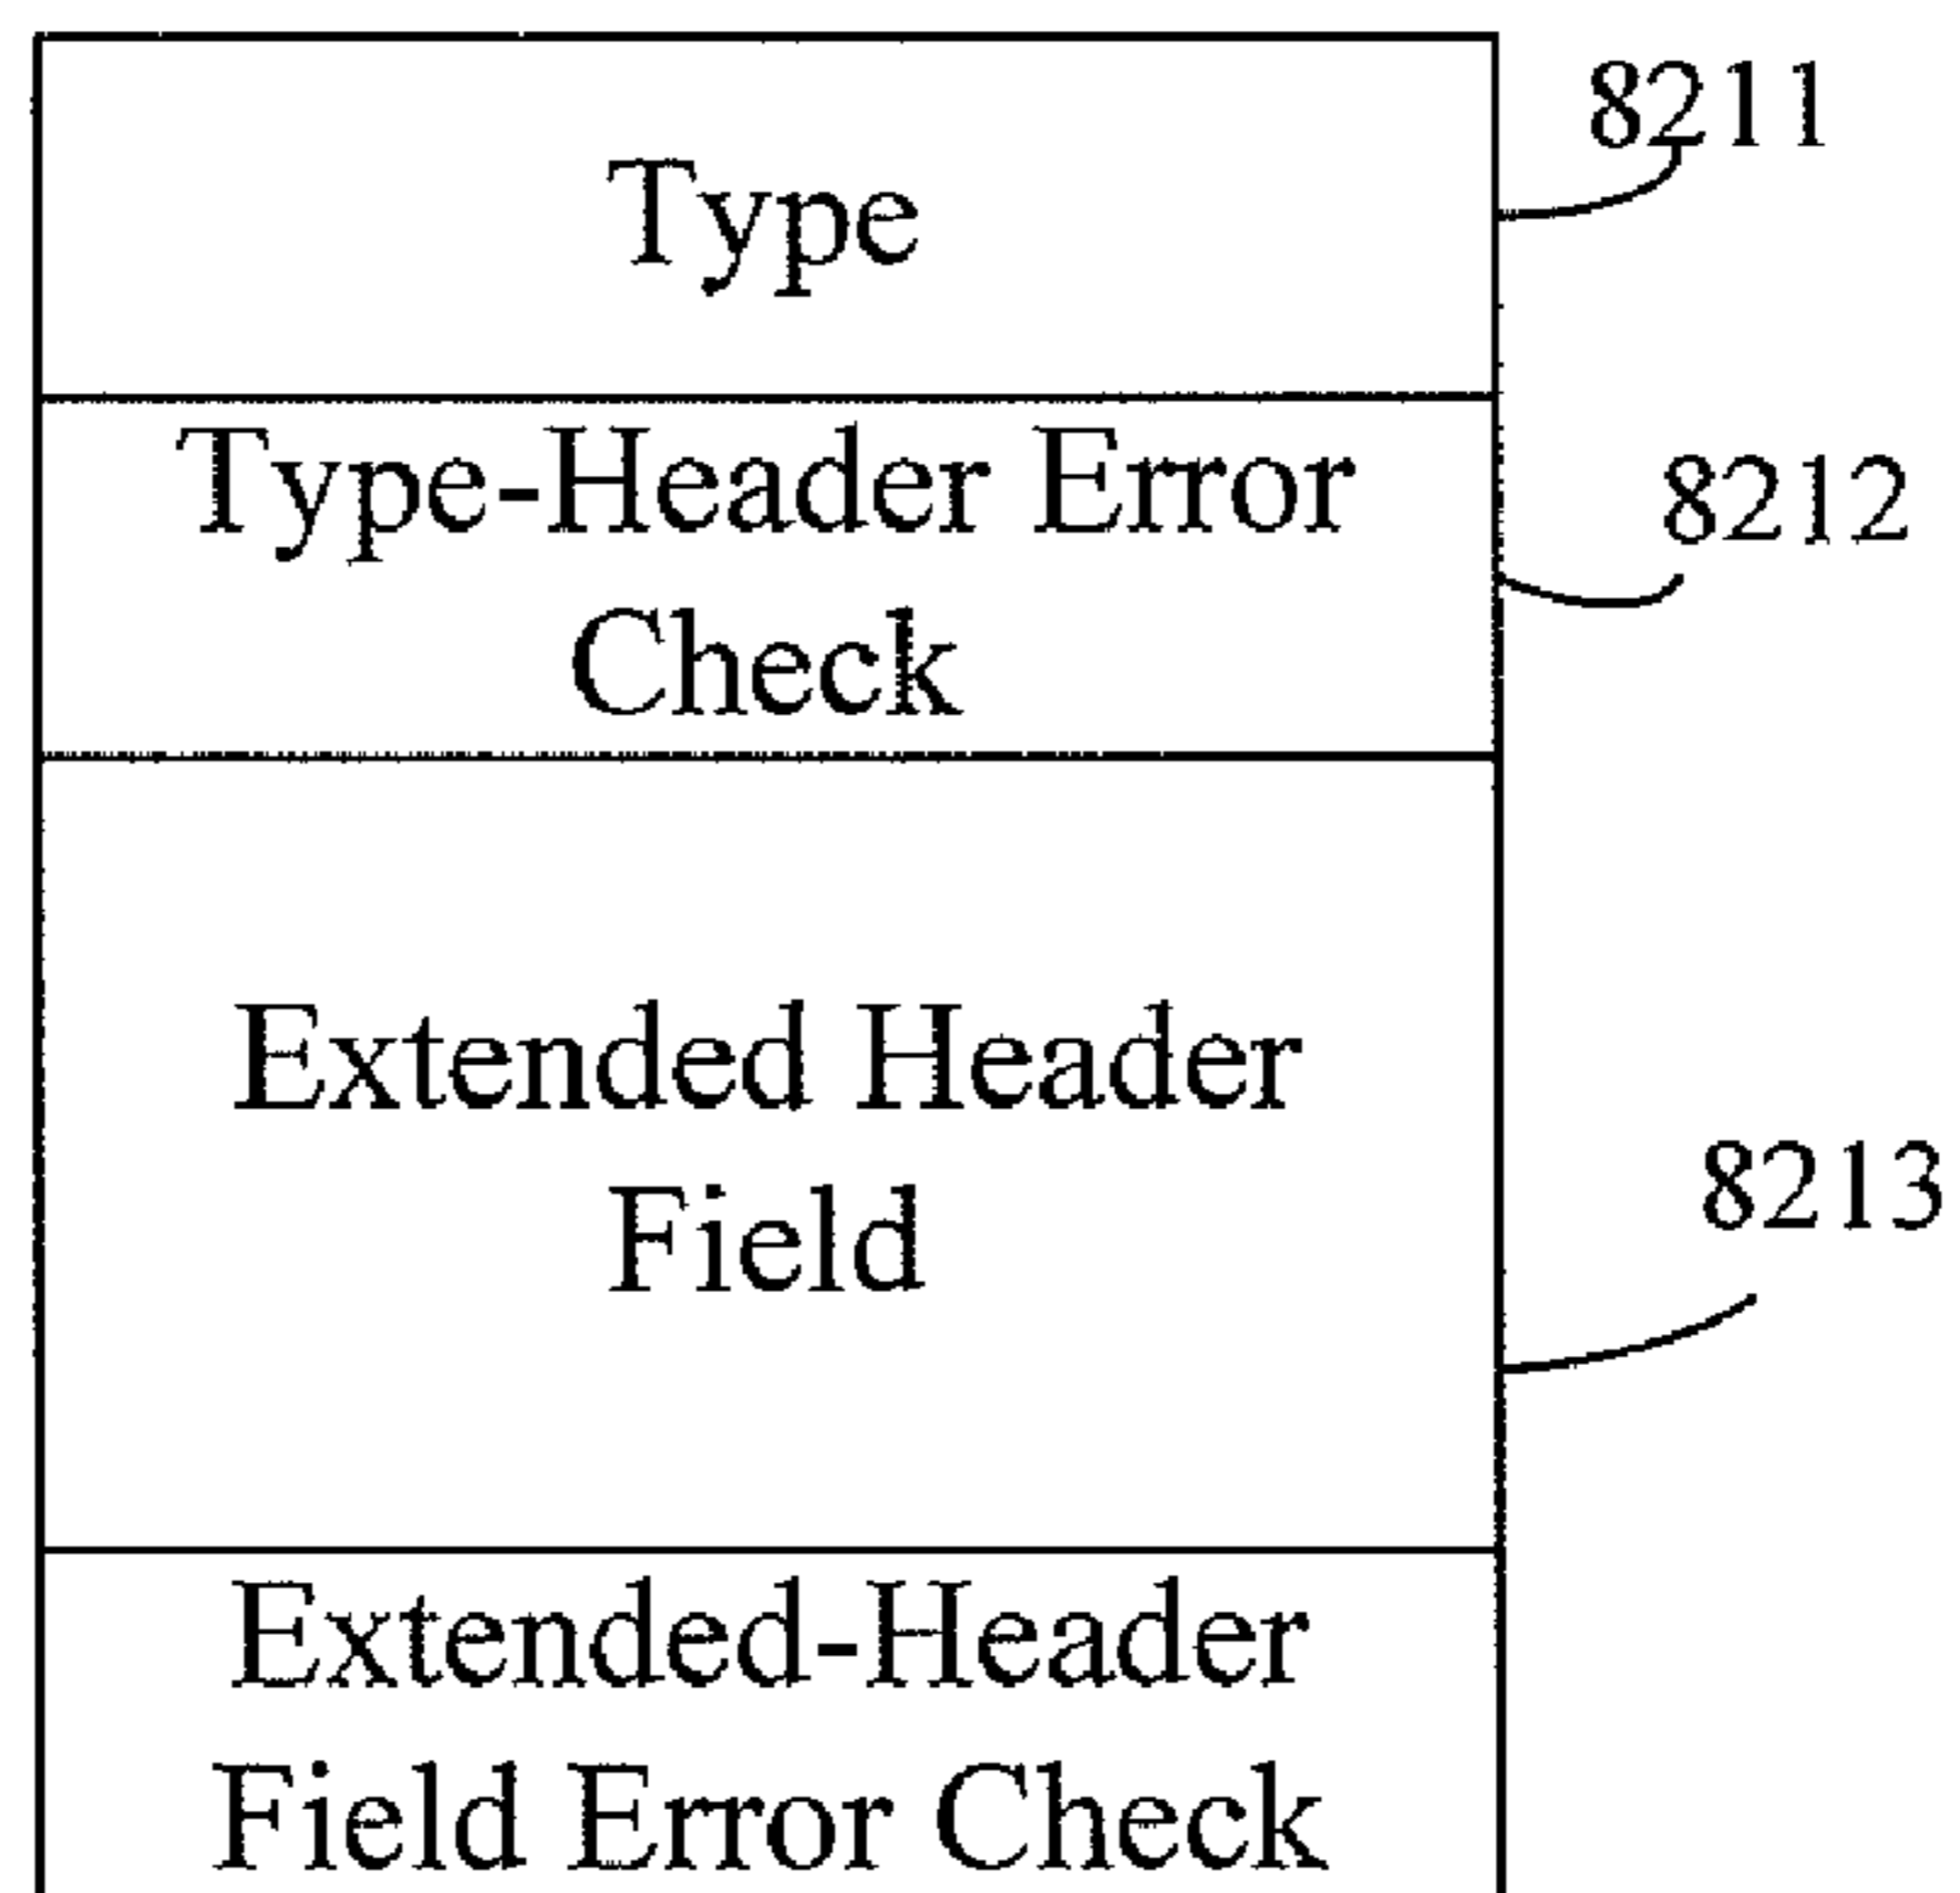 Type
8211
Type-Header Error
Check
8212
Extended Header
Field
8213
Extended-Header
Field Error Check